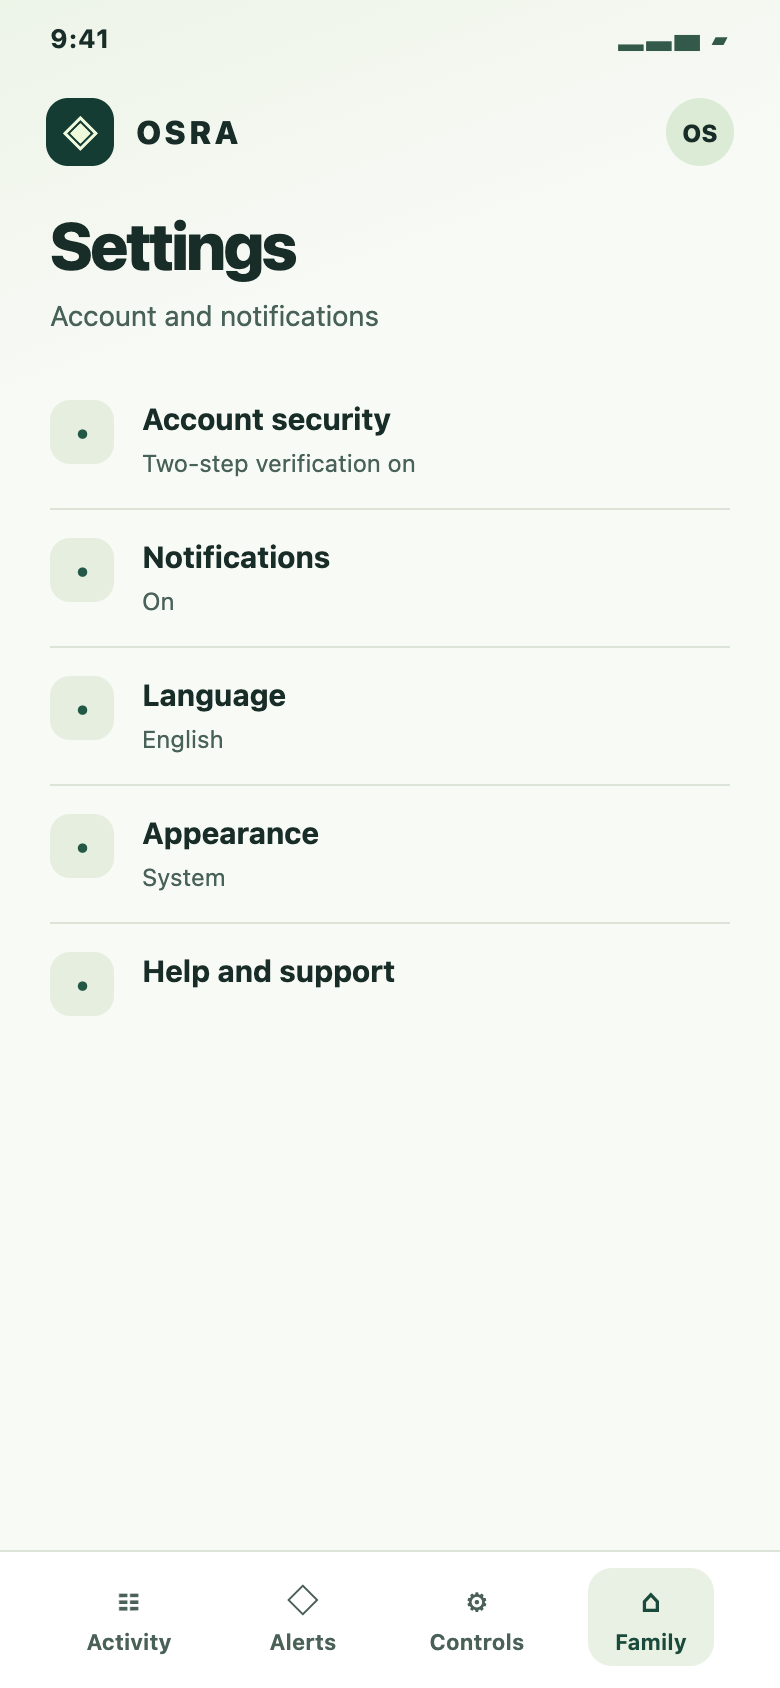 9:41
OSRA
OS
Settings
Account and notifications
Account security
Two-step verification on
Notifications
On
Language
English
Appearance
System
Help and support
Activity
Alerts
Controls
Family